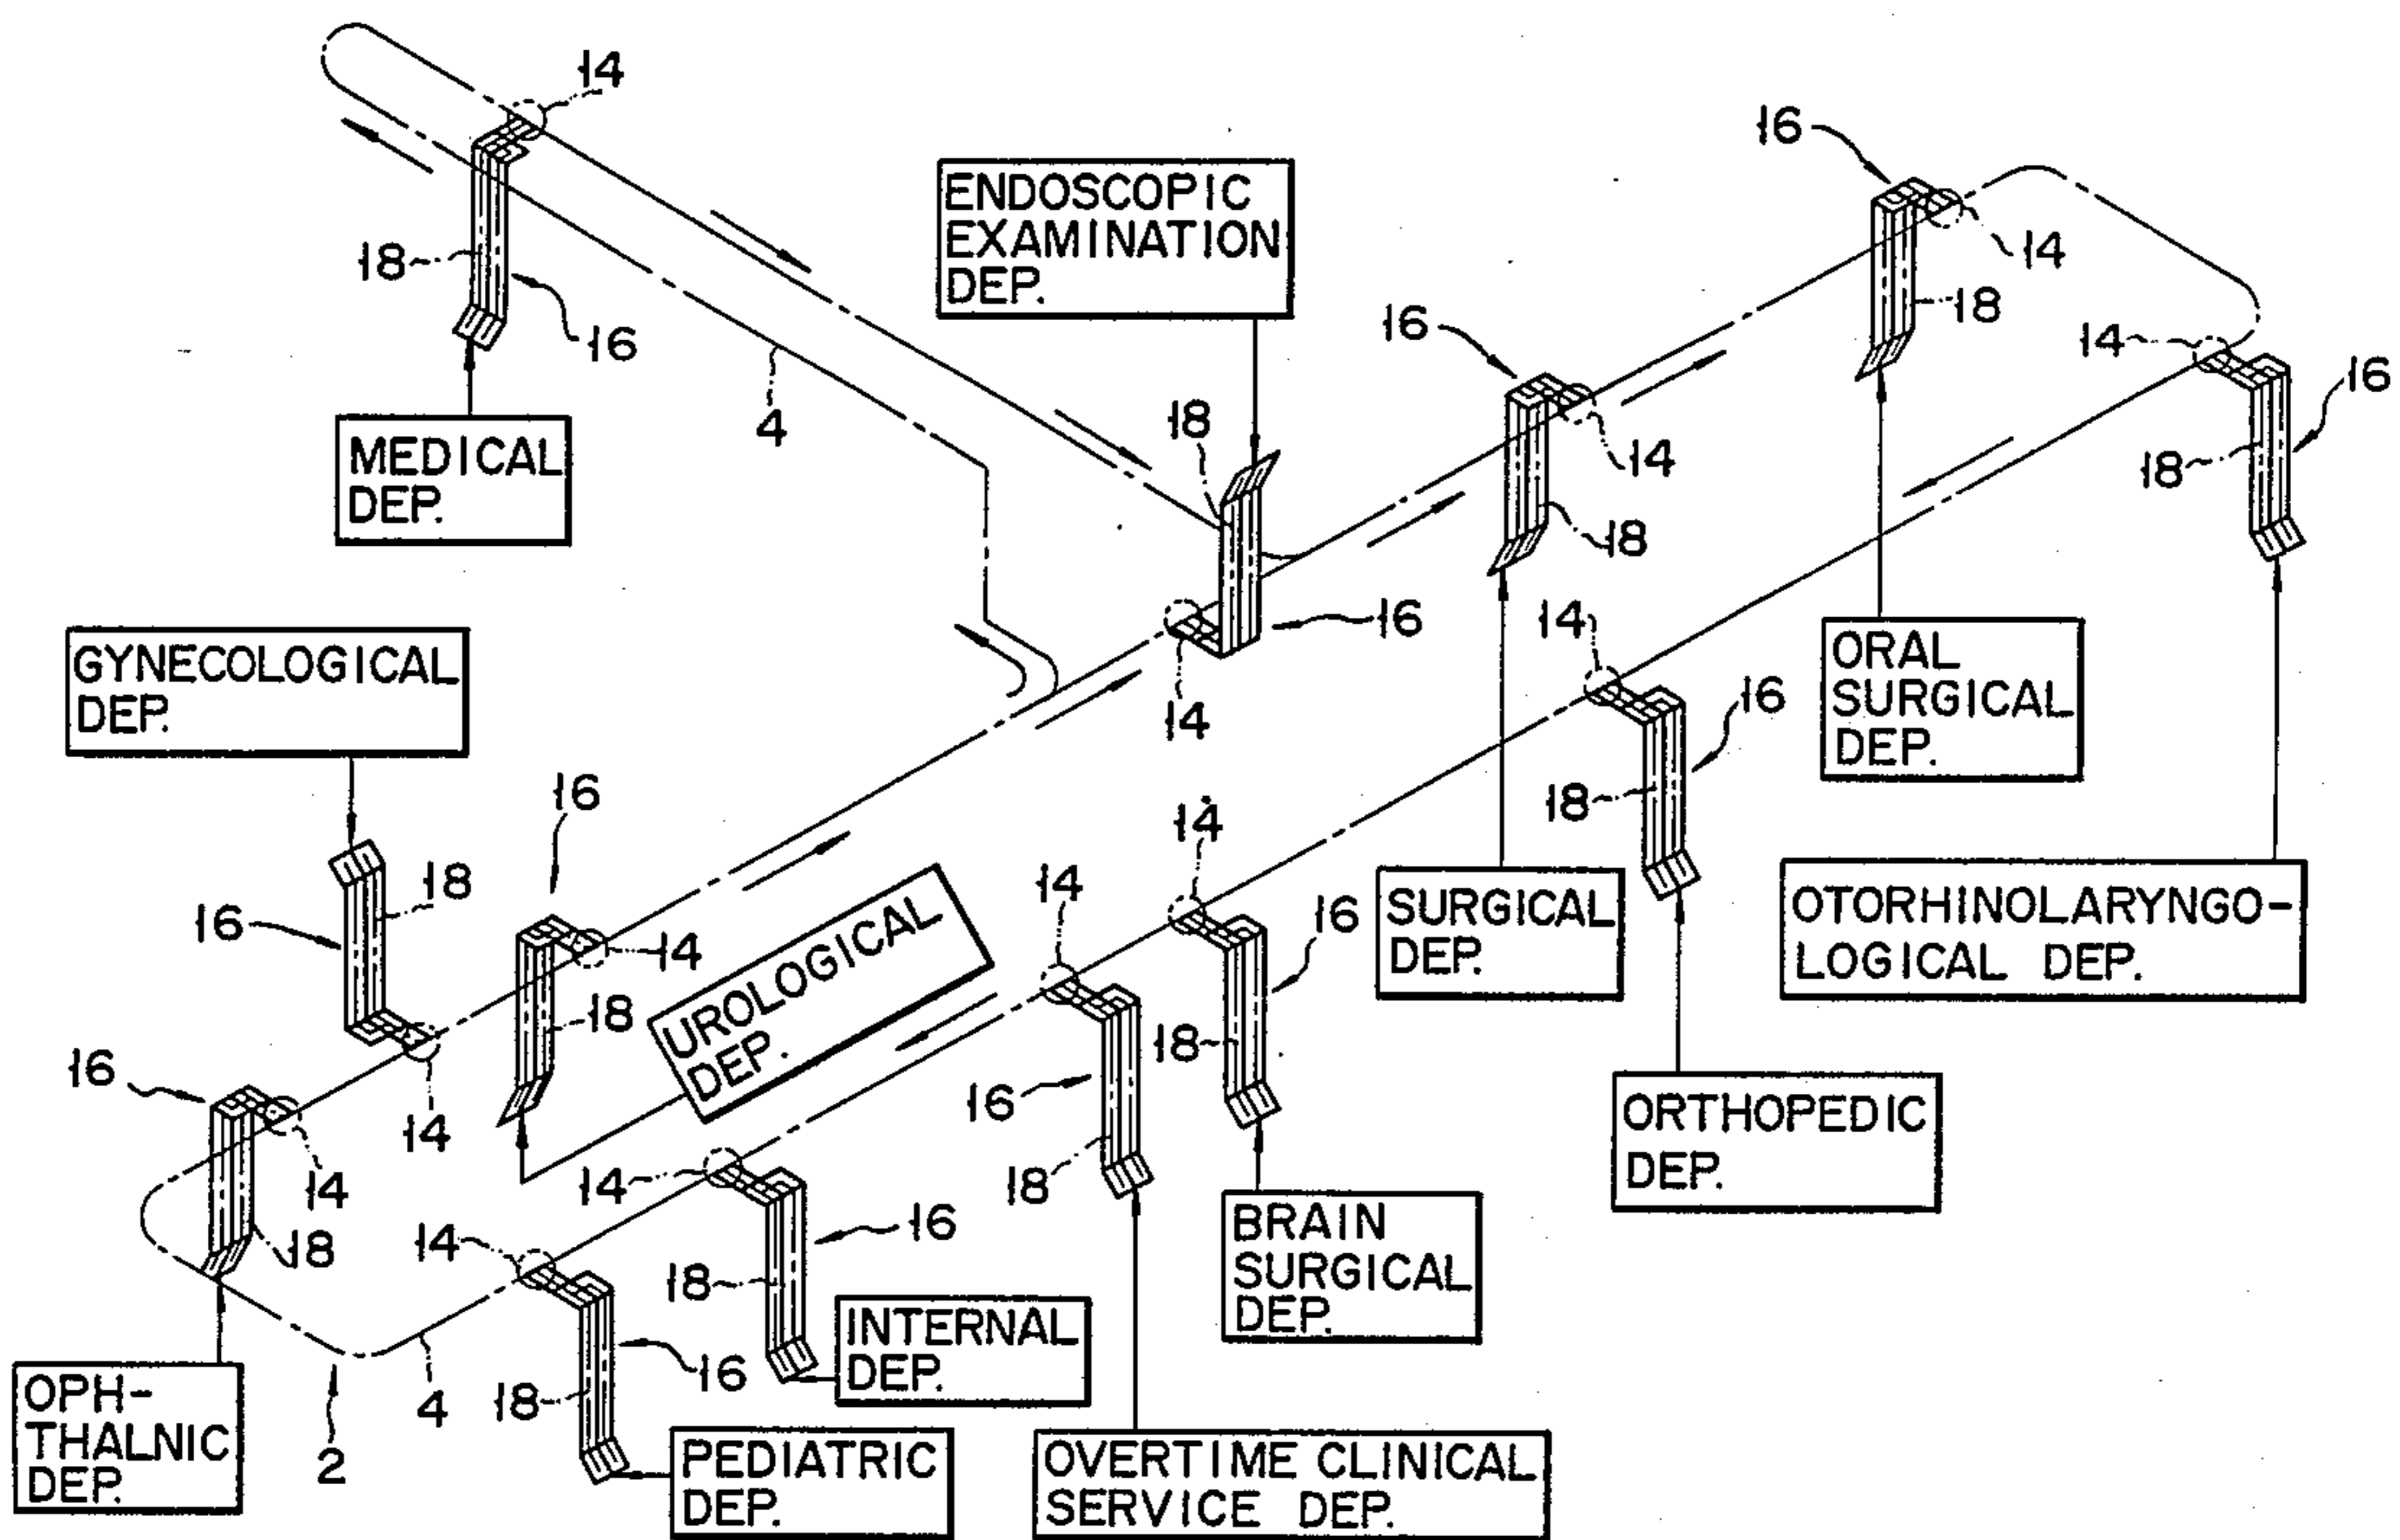 14
16
14
18
16
4
MEDICAL
DEP.
ENDOSCOPIC
EXAMINATION
DEP.
18
16
14
16
14
18
16
14
18
14
16
18
GYNECOLOGICAL
DEP.
18
16
14
16
14
18
UROLOGICAL
DEP.
14
16
18
ORAL
SURGICAL
DEP.
SURGICAL
DEP.
OTORHINOLARYNGO-
LOGICAL DEP.
14
16
18
14
16
18
ORTHOPEDIC
DEP.
BRAIN
SURGICAL
DEP.
16
14
18
OPH-
THALNIC
DEP.
2
4
14
16
18
INTERNAL
DEP.
14
16
18
PEDIATRIC
DEP.
OVERTIME CLINICAL
SERVICE DEP.